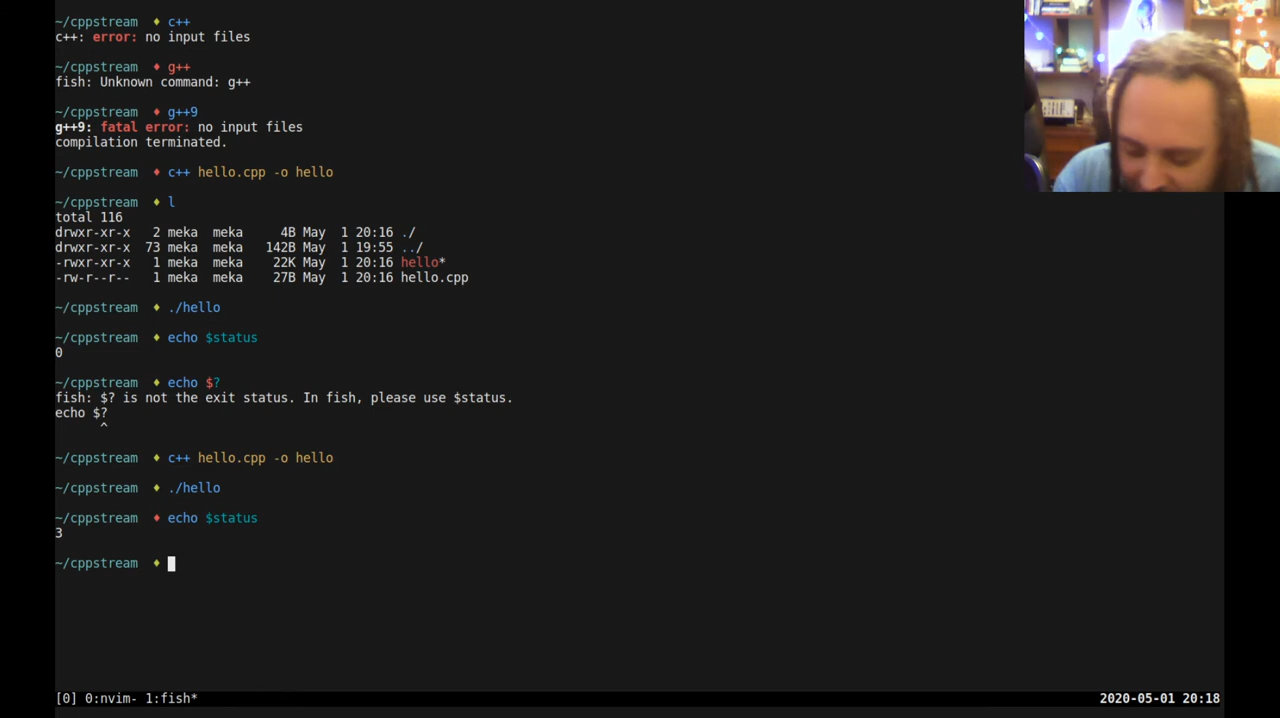 ~/cppstream ♦ c++
c++: error: no input files
~/cppstream ♦ g++
fish: Unknown command: g++
~/cppstream ♦ g++9
g++9: fatal error: no input files
compilation terminated.
~/cppstream ♦ c++ hello.cpp -o hello
~/cppstream ♦ l
total 116
drwxr-xr-x 2 meka meka 4B May 1 20:16 ./
drwxr-xr-x 73 meka meka 142B May 1 19:55 ../
-rwxr-xr-x 1 meka meka 22K May 1 20:16 hello*
-rw-r--r-- 1 meka meka 27B May 1 20:16 hello.cpp
~/cppstream ♦ ./hello
~/cppstream ♦ echo $status
0
~/cppstream ♦ echo $?
fish: $? is not the exit status. In fish, please use $status.
echo $?
^
~/cppstream ♦ c++ hello.cpp -o hello
~/cppstream ♦ ./hello
~/cppstream ♦ echo $status
3
~/cppstream ♦
[0] 0:nvim- 1:fish* 2020-05-01 20:18